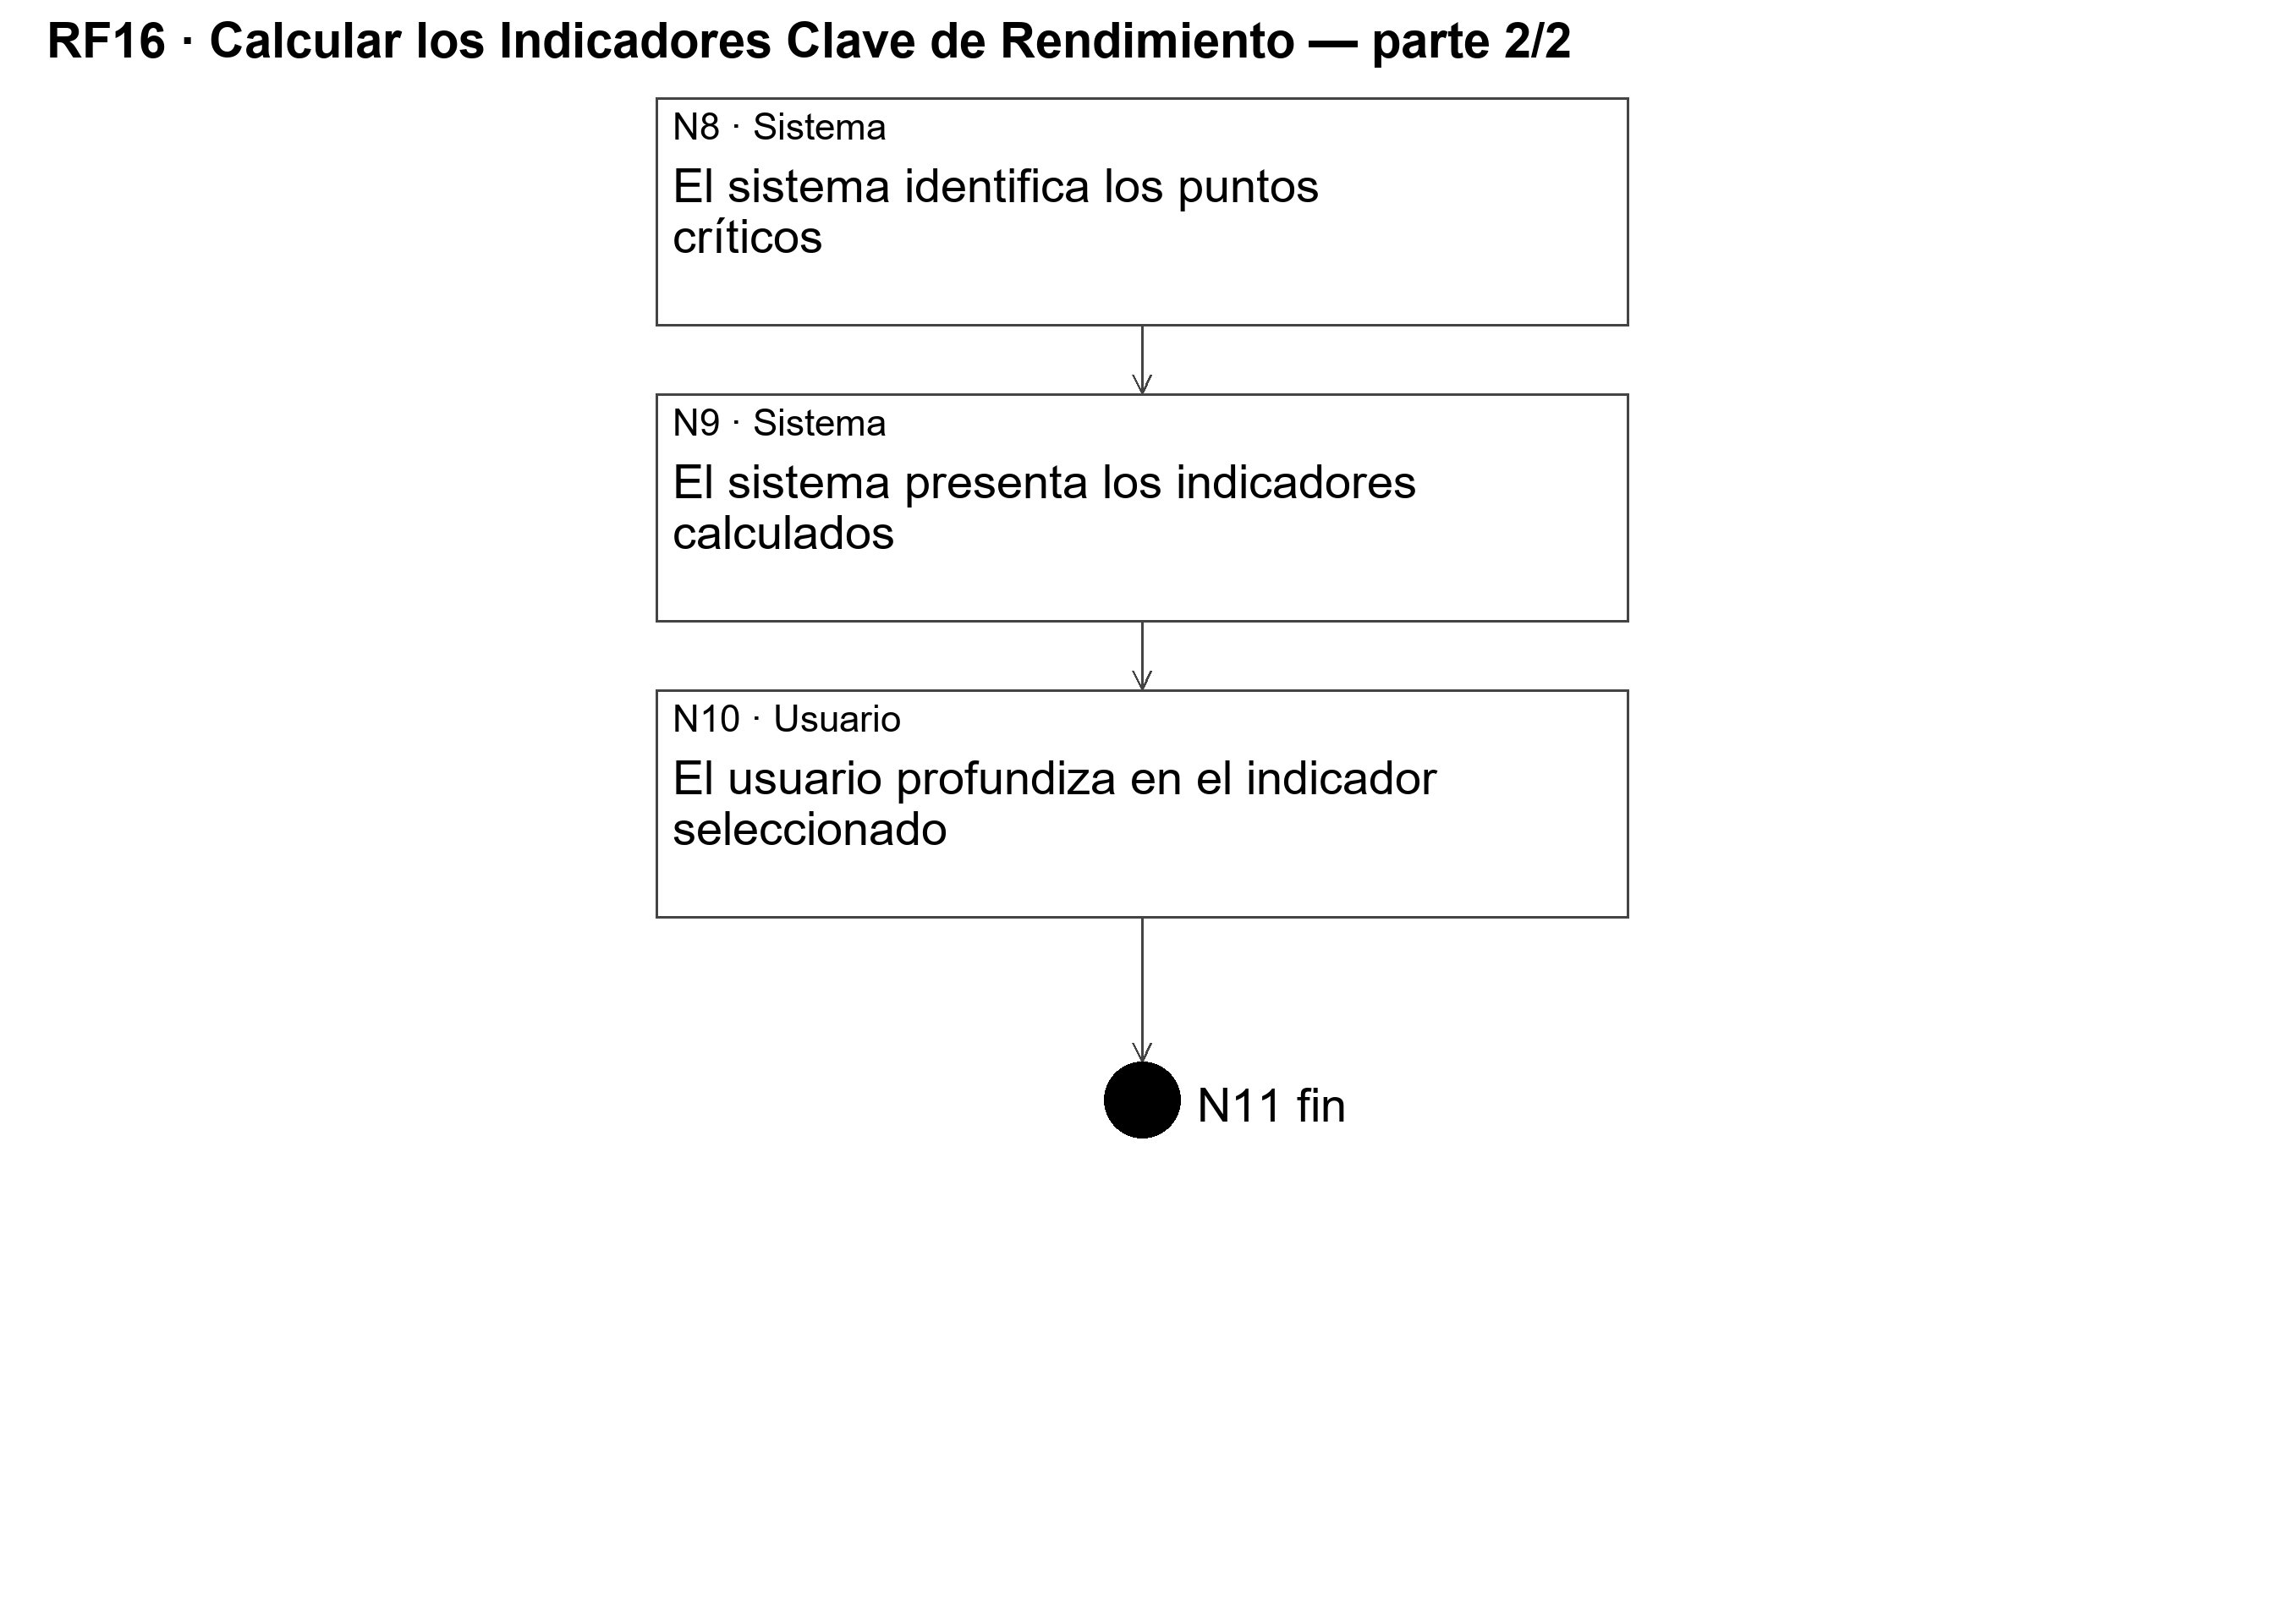 RF16 · Calcular los Indicadores Clave de Rendimiento — parte 2/2
N8 · Sistema
El sistema identifica los puntos
críticos
N9 · Sistema
El sistema presenta los indicadores
calculados
N10 · Usuario
El usuario profundiza en el indicador
seleccionado
N11 fin